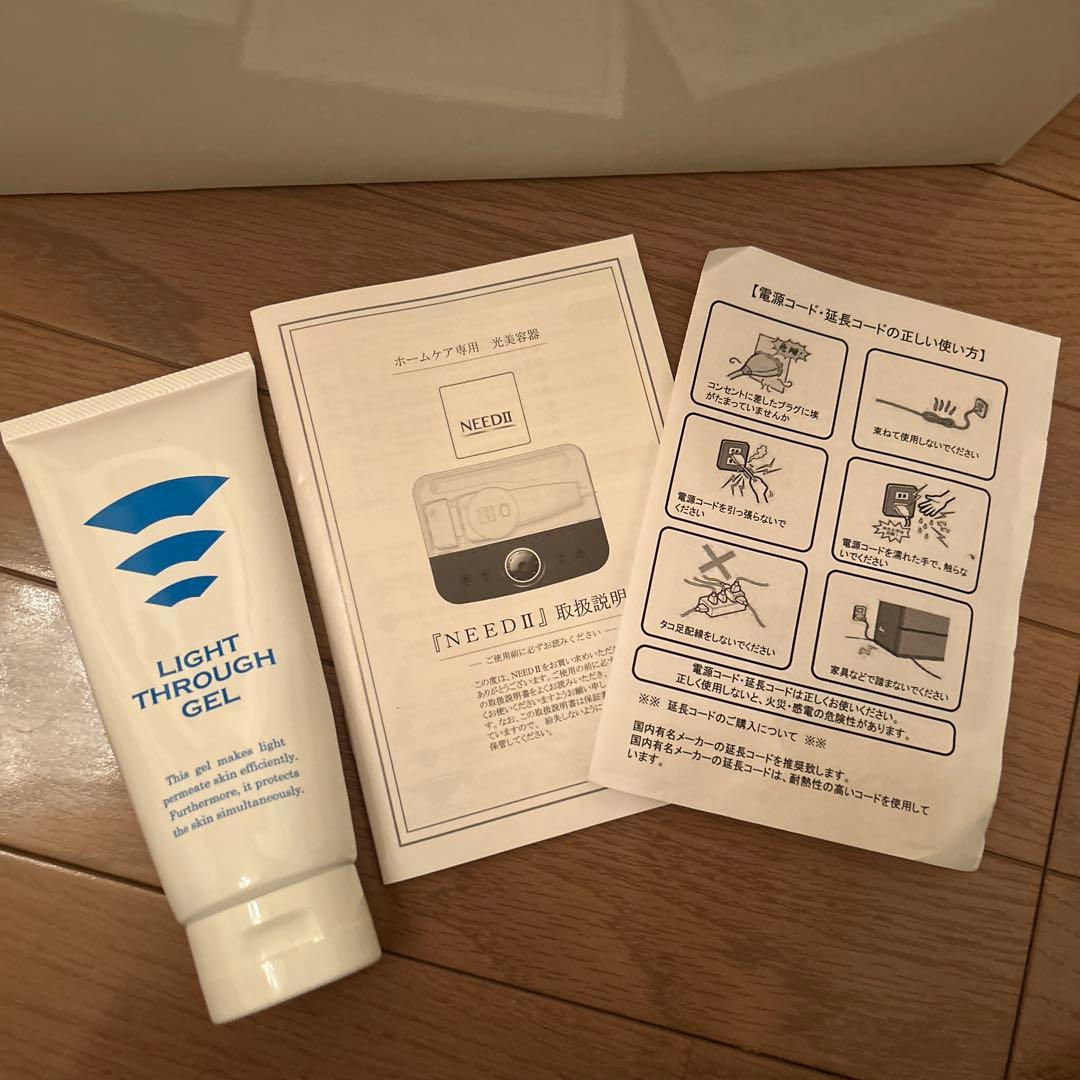 LIGHT
THROUGH
GEL
This gel makes light
permeate skin efficiently.
Furthermore, it protects
the skin simultaneously.
ホームケア専用 光美容器
NEEDⅡ
『NEEDⅡ』取扱説明
ご使用前に必ずお読みください
この度は、NEEDⅡをお買い求めいただ
ありがとうございます。ご使用の前に必ず
の取扱説明書をよくお読みいただき、
くお使いくださいますようお願い申し
す。なお、この取扱説明書は保証
ていますので、紛失しないように
保管してください。
【電源コード・延長コードの正しい使い方】
コンセントに差したプラグに埃
がたまっていませんか
束ねて使用しないでください
電源コードを引っ張らないで
ください
電源コードを濡れた手で、触らな
いでください
タコ足配線をしないでください
家具などで踏まないでください
電源コード・延長コードは正しくお使いください。
正しく使用しないと、火災・感電の危険性があります。
※※ 延長コードのご購入について ※※
国内有名メーカーの延長コードを推奨致します。
国内有名メーカーの延長コードは、耐熱性の高いコードを使用して
います。